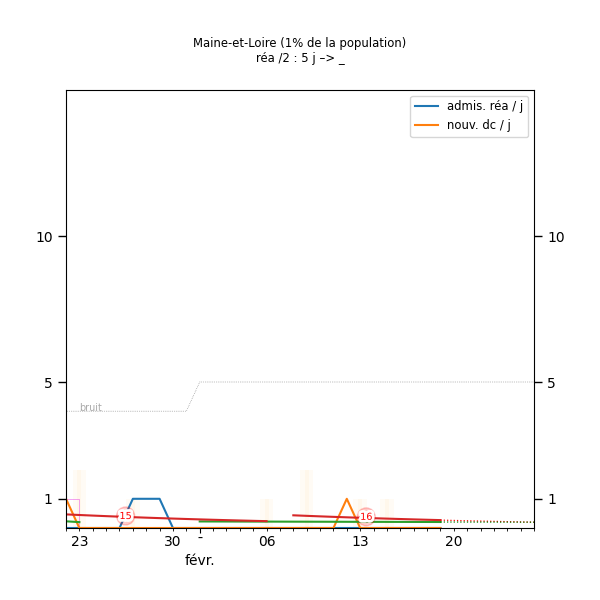 Maine-et-Loire (1% de la population)
réa /2 : 5 j –> _
admis. réa / j
nouv. dc / j
10
10
5
5
bruit
1
1
15
16
23
30
-
06
13
20
févr.